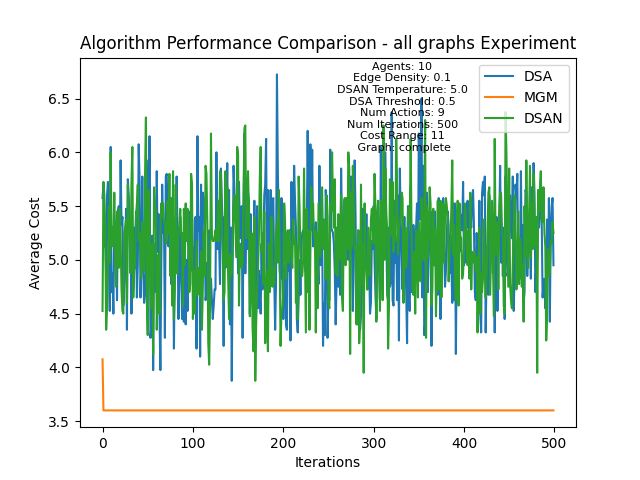 Algorithm Performance Comparison - all graphs Experiment
Agents: 10
Edge Density: 0.1
DSAN Temperature: 5.0
DSA Threshold: 0.5
Num Actions: 9
Num Iterations: 500
Cost Range: 11
Graph: complete
DSA
MGM
DSAN
Average Cost
6.5
6.0
5.5
5.0
4.5
4.0
3.5
0 100 200 300 400 500
Iterations